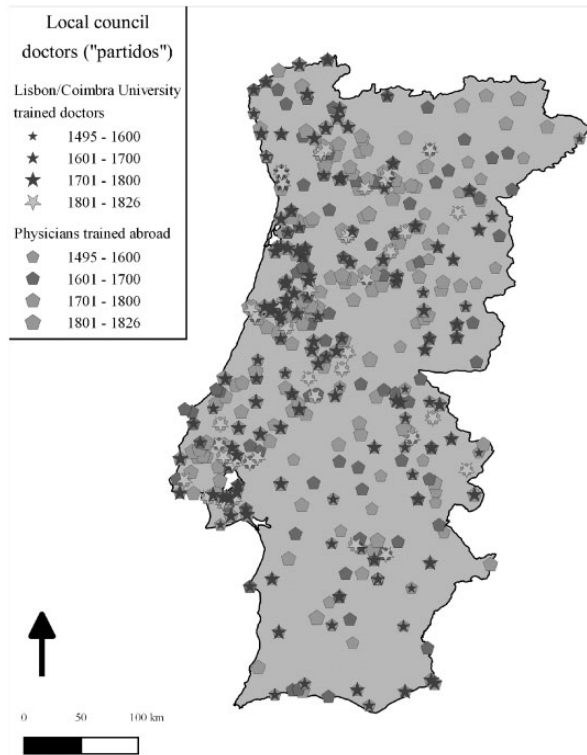 Local council
doctors ("partidos")
Lisbon/Coimbra University
trained doctors
1495 - 1600
1601 - 1700
1701 - 1800
1801 - 1826
Physicians trained abroad
1495 - 1600
1601 - 1700
1701 - 1800
1801 - 1826
0 50 100 km